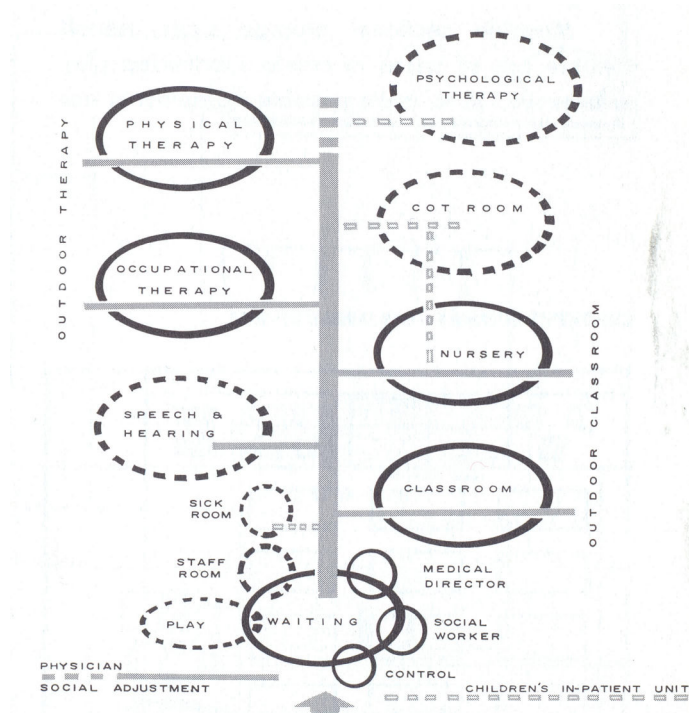 PSYCHOLOGICAL
THERAPY
PHYSICAL
THERAPY
OUTDOOR THERAPY
COT ROOM
OCCUPATIONAL
THERAPY
NURSERY
OUTDOOR CLASSROOM
SPEECH &
HEARING
CLASSROOM
SICK
ROOM
STAFF
ROOM
MEDICAL
DIRECTOR
PLAY
WAITING
SOCIAL
WORKER
CONTROL
PHYSICIAN
SOCIAL ADJUSTMENT
CHILDREN'S IN-PATIENT UNIT